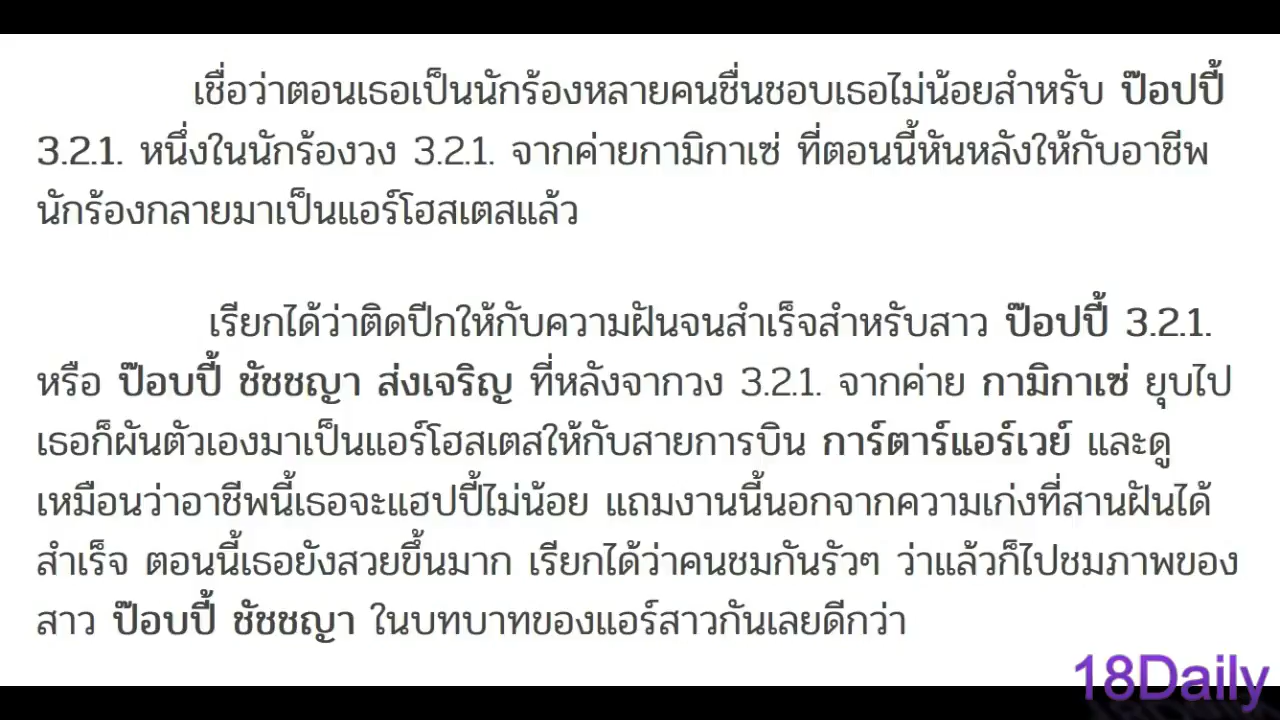 เชื่อว่าตอนเธอเป็นนักร้องหลายคนชื่นชอบเธอไม่น้อยสำหรับ ป๊อปปี้
3.2.1. หนึ่งในนักร้องวง 3.2.1. จากค่ายกามิกาเซ่ ที่ตอนนี้หันหลังให้กับอาชีพ
นักร้องกลายมาเป็นแอร์โฮสเตสแล้ว
เรียกได้ว่าติดปีกให้กับความฝันจนสำเร็จสำหรับสาว ป๊อปปี้ 3.2.1.
หรือ ป๊อบปี้ ชัชชญา ส่งเจริญ ที่หลังจากวง 3.2.1. จากค่าย กามิกาเซ่ ยุบไป
เธอก็ผันตัวเองมาเป็นแอร์โฮสเตสให้กับสายการบิน การ์ตาร์แอร์เวย์ และดู
เหมือนว่าอาชีพนี้เธอจะแฮปปี้ไม่น้อย แถมงานนี้นอกจากความเก่งที่สานฝันได้
สำเร็จ ตอนนี้เธอยังสวยขึ้นมาก เรียกได้ว่าคนชมกันรัวๆ ว่าแล้วก็ไปชมภาพของ
สาว ป๊อบปี้ ชัชชญา ในบทบาทของแอร์สาวกันเลยดีกว่า
18Daily